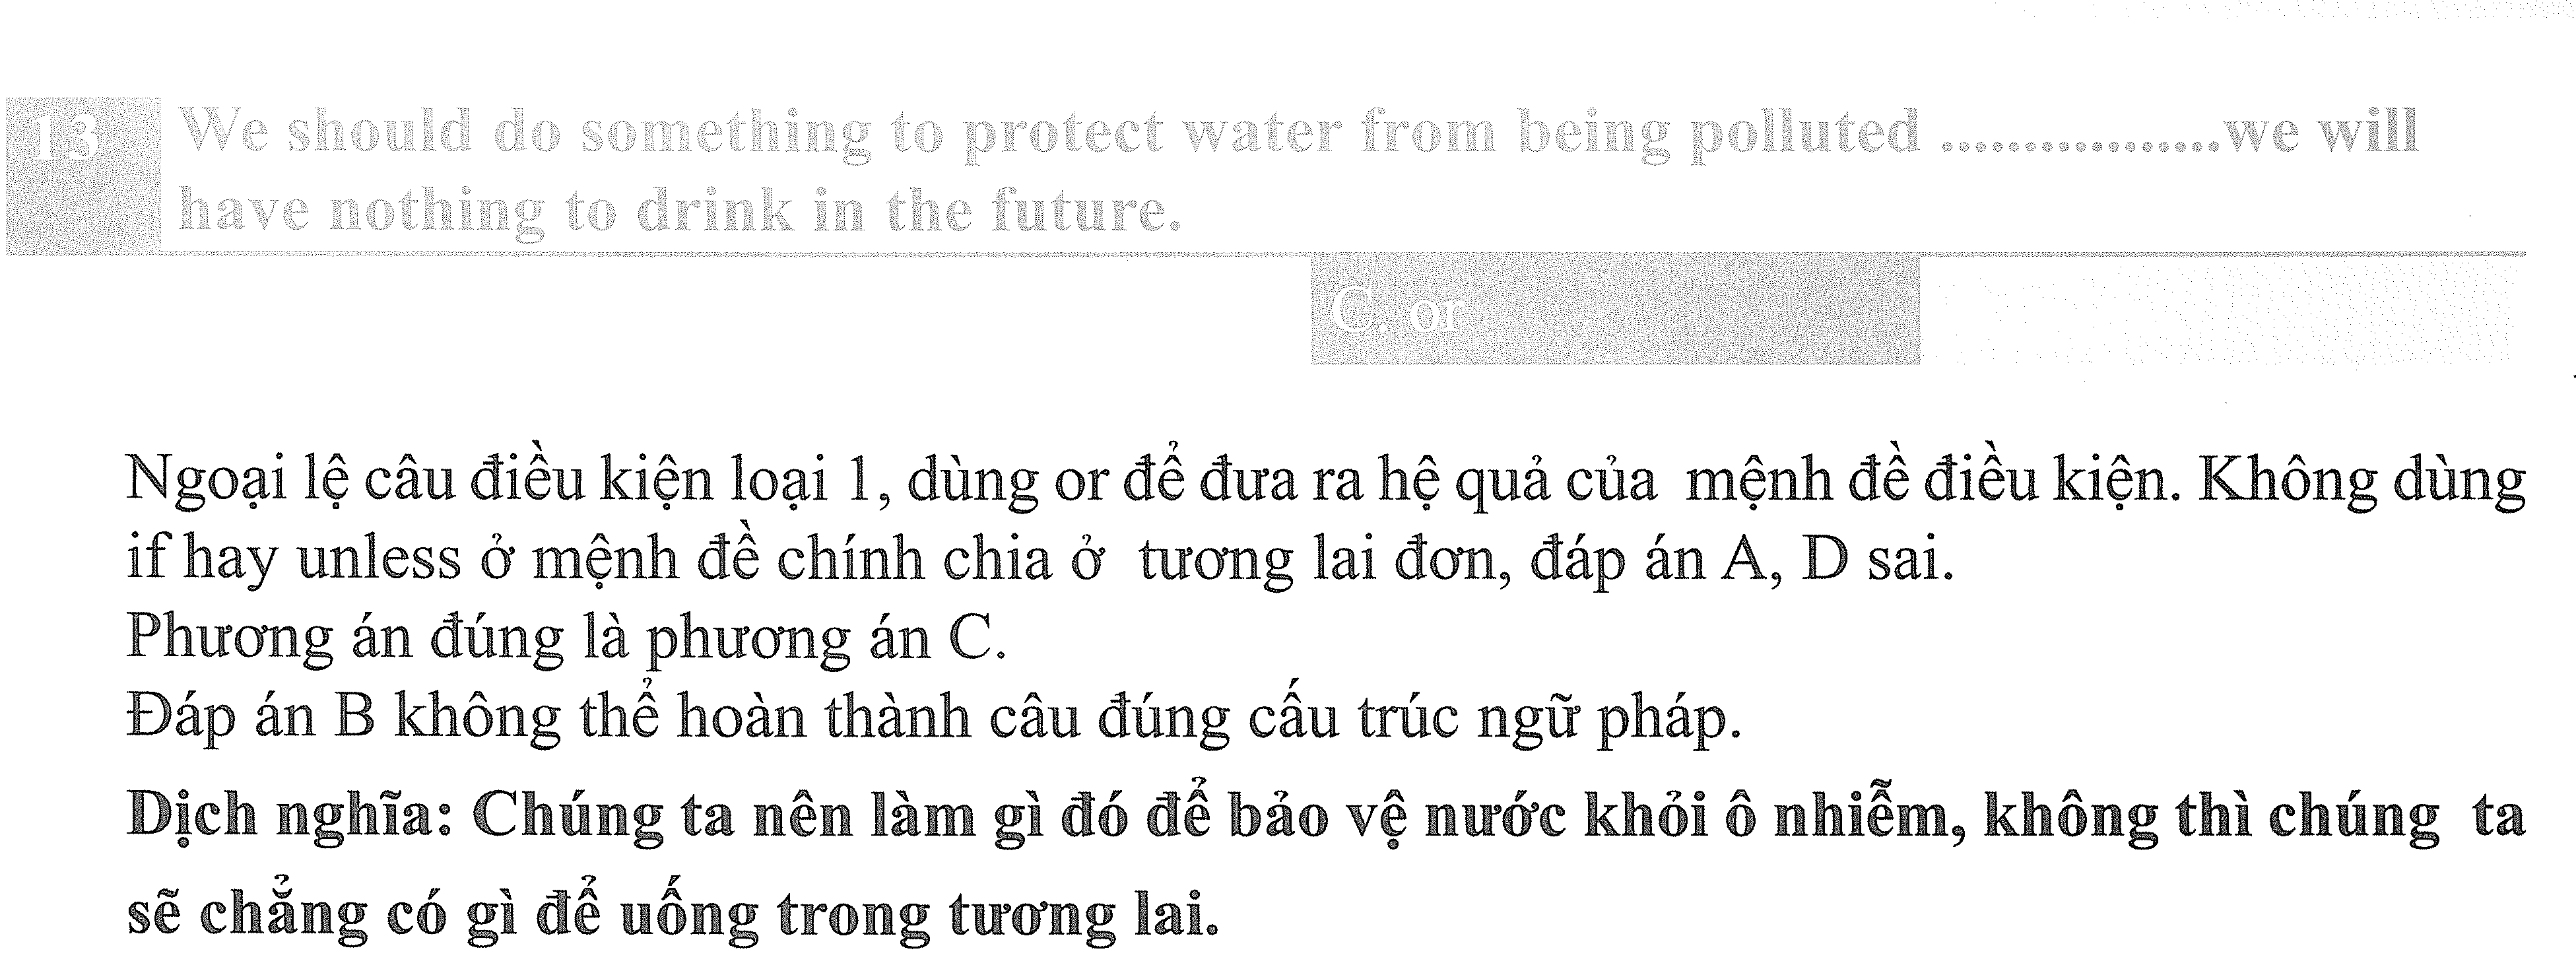 13 We should do something to protect water from being polluted .................we will
have nothing to drink in the future.
C. or
Ngoại lệ câu điều kiện loại 1, dùng or để đưa ra hệ quả của mệnh đề điều kiện. Không dùng
if hay unless ở mệnh đề chính chia ở tương lai đơn, đáp án A, D sai.
Phương án đúng là phương án C.
Đáp án B không thể hoàn thành câu đúng cấu trúc ngữ pháp.
Dịch nghĩa: Chúng ta nên làm gì đó để bảo vệ nước khỏi ô nhiễm, không thì chúng ta
sẽ chẳng có gì để uống trong tương lai.